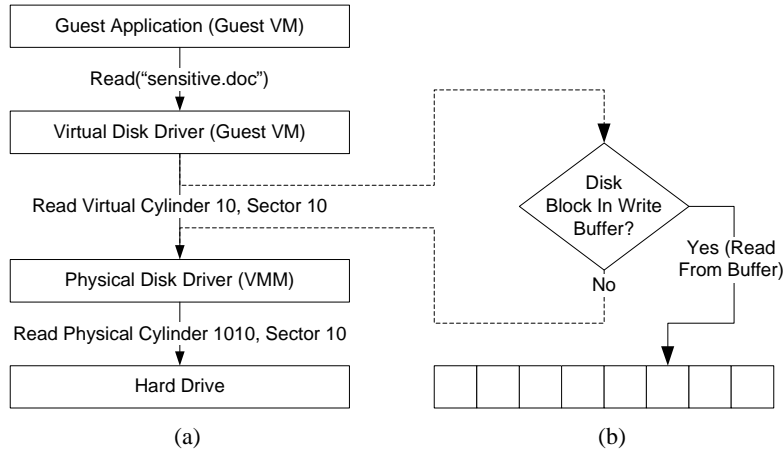 Guest Application (Guest VM)
Read(“sensitive.doc”)
Virtual Disk Driver (Guest VM)
Read Virtual Cylinder 10, Sector 10
Physical Disk Driver (VMM)
Read Physical Cylinder 1010, Sector 10
Hard Drive
(a)
Disk
Block In Write
Buffer?
Yes (Read
From Buffer)
No
(b)